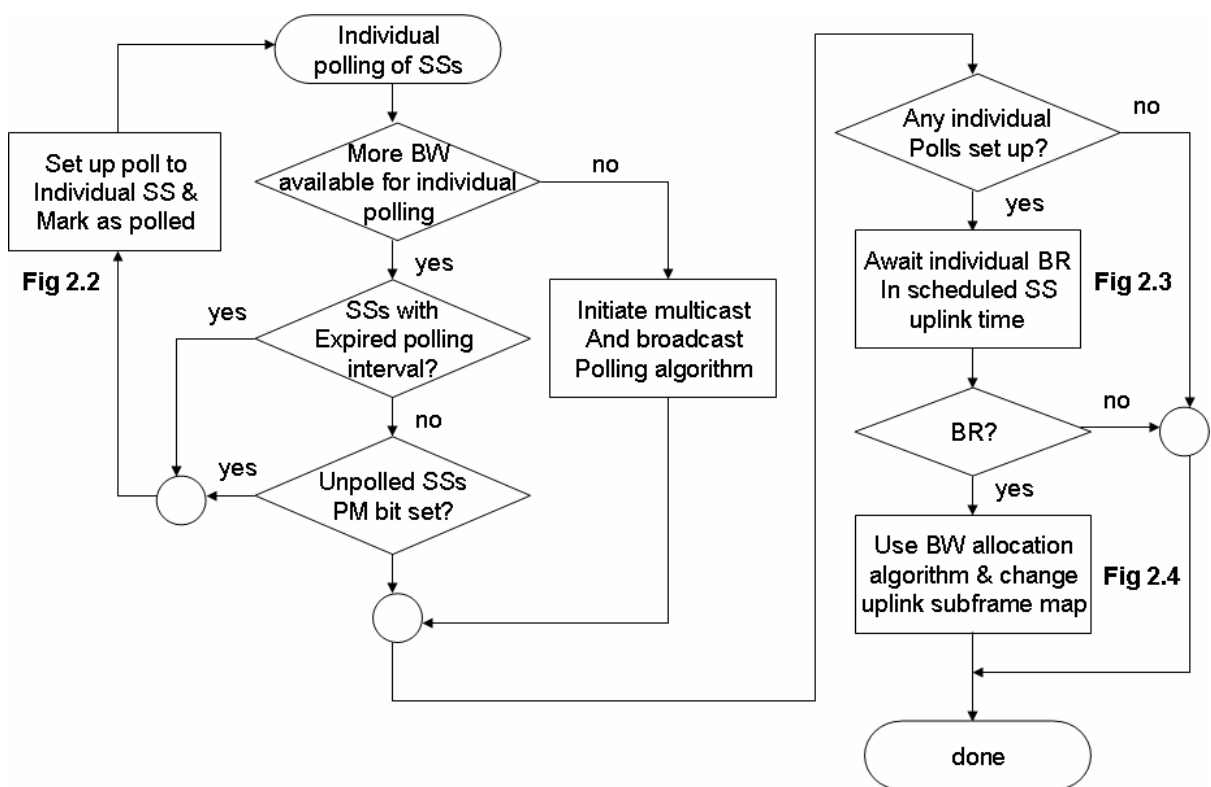 Individual
polling of SSs
More BW
available for individual
polling
no
yes
Set up poll to
Individual SS &
Mark as polled
Fig 2.2
SSs with
Expired polling
interval?
yes
no
Initiate multicast
And broadcast
Polling algorithm
Unpolled SSs
PM bit set?
yes
Any individual
Polls set up?
no
yes
Await individual BR
In scheduled SS
uplink time
Fig 2.3
BR?
no
yes
Use BW allocation
algorithm & change
uplink subframe map
Fig 2.4
done